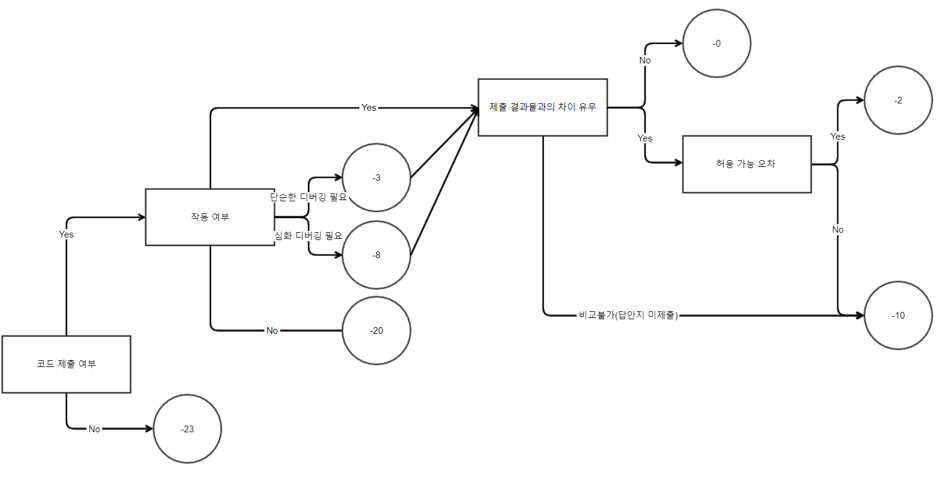 -0
-2
Yes
No
제출 결과물과의 차이 유무
Yes
Yes
허용 가능 오차
-3
단순한 디버깅 필요
작동 여부
Yes
심화 디버깅 필요
No
-8
비교불가(답안지 미제출)
-10
No
-20
코드 제출 여부
No
-23